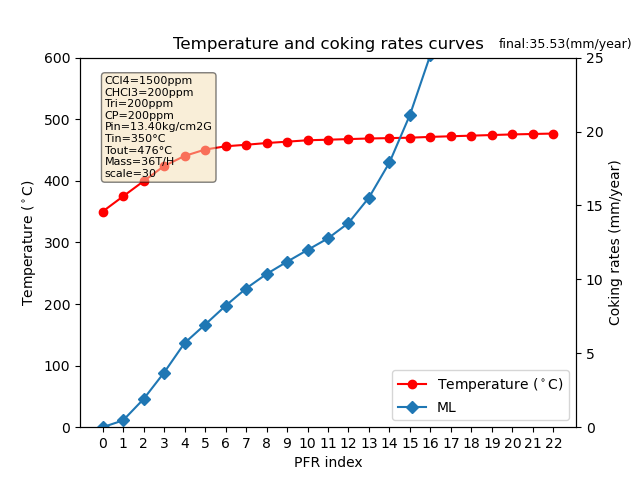 Temperature and coking rates curves
final:35.53(mm/year)
CCl4=1500ppm
CHCl3=200ppm
Tri=200ppm
CP=200ppm
Pin=13.40kg/cm2G
Tin=350°C
Tout=476°C
Mass=36T/H
scale=30
Temperature (°C)
600
500
400
300
200
100
0
25
20
15
10
5
0
Coking rates (mm/year)
Temperature (°C)
ML
0 1 2 3 4 5 6 7 8 9 10 11 12 13 14 15 16 17 18 19 20 21 22
PFR index